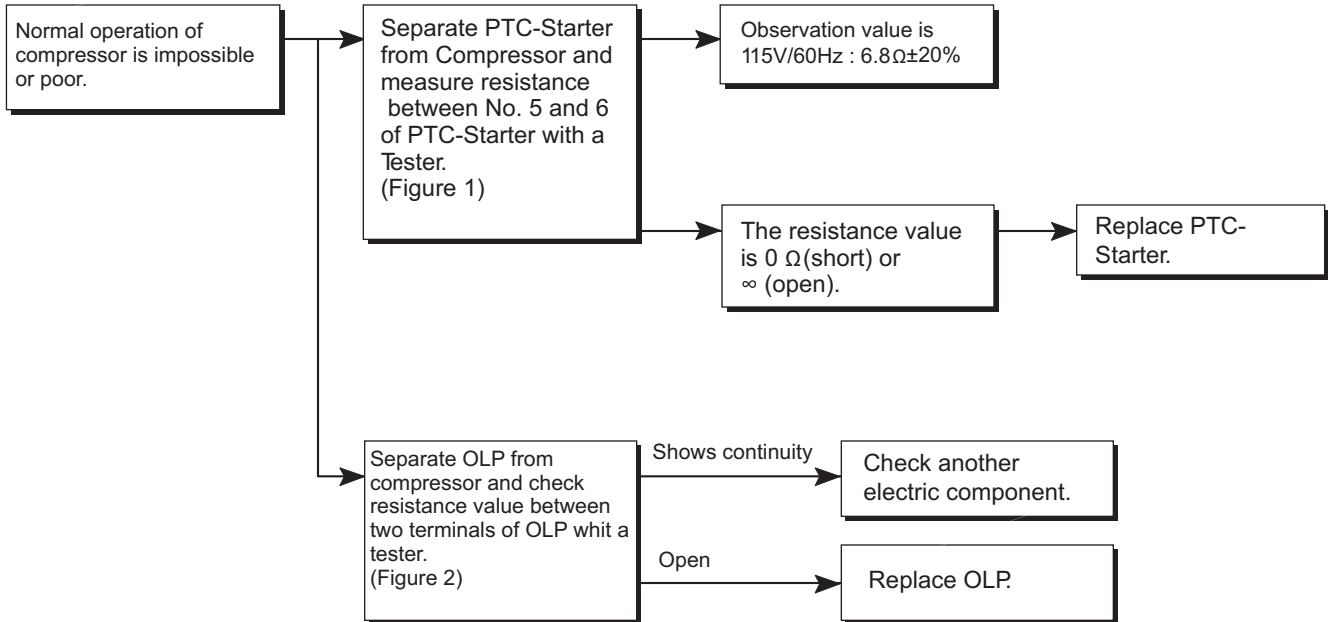 Normal operation of
compressor is impossible
or poor.
Separate PTC-Starter
from Compressor and
measure resistance
between No. 5 and 6
of PTC-Starter with a
Tester.
(Figure 1)
Observation value is
115V/60Hz : 6.8Ω±20%
The resistance value
is 0 Ω(short) or
∞ (open).
Replace PTC-
Starter.
Separate OLP from
compressor and check
resistance value between
two terminals of OLP whit a
tester.
(Figure 2)
Shows continuity
Check another
electric component.
Open
Replace OLP.